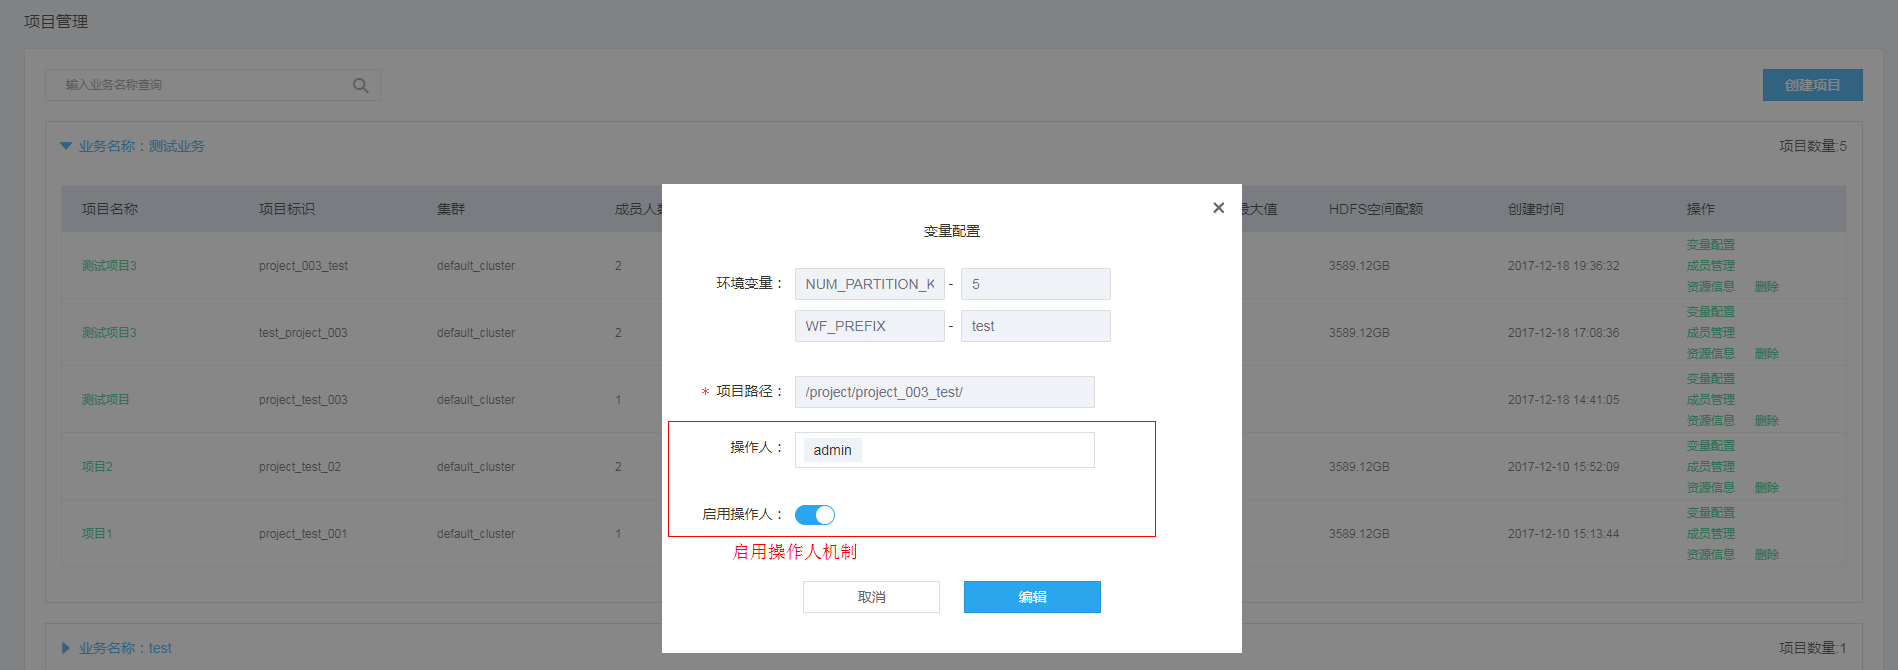 项目管理
输入业务名称查询
创建项目
业务名称：测试业务
项目数量:5
项目名称 项目标识 集群 成员人 大值 HDFS空间配额 创建时间 操作
测试项目3 project_003_test default_cluster 2 3589.12GB 2017-12-18 19:36:32 变量配置
成员管理
资源信息 删除
测试项目3 test_project_003 default_cluster 2 3589.12GB 2017-12-18 17:08:36 变量配置
成员管理
资源信息 删除
测试项目 project_test_003 default_cluster 1 2017-12-18 14:41:05 变量配置
成员管理
资源信息 删除
项目2 project_test_02 default_cluster 2 3589.12GB 2017-12-10 15:52:09 变量配置
成员管理
资源信息 删除
项目1 project_test_001 default_cluster 1 3589.12GB 2017-12-10 15:13:44 变量配置
成员管理
资源信息 删除
业务名称：test
项目数量:1
变量配置
环境变量： NUM_PARTITION_K - 5
WF_PREFIX - test
* 项目路径： /project/project_003_test/
操作人： admin
启用操作人：
启用操作人机制
取消 编辑